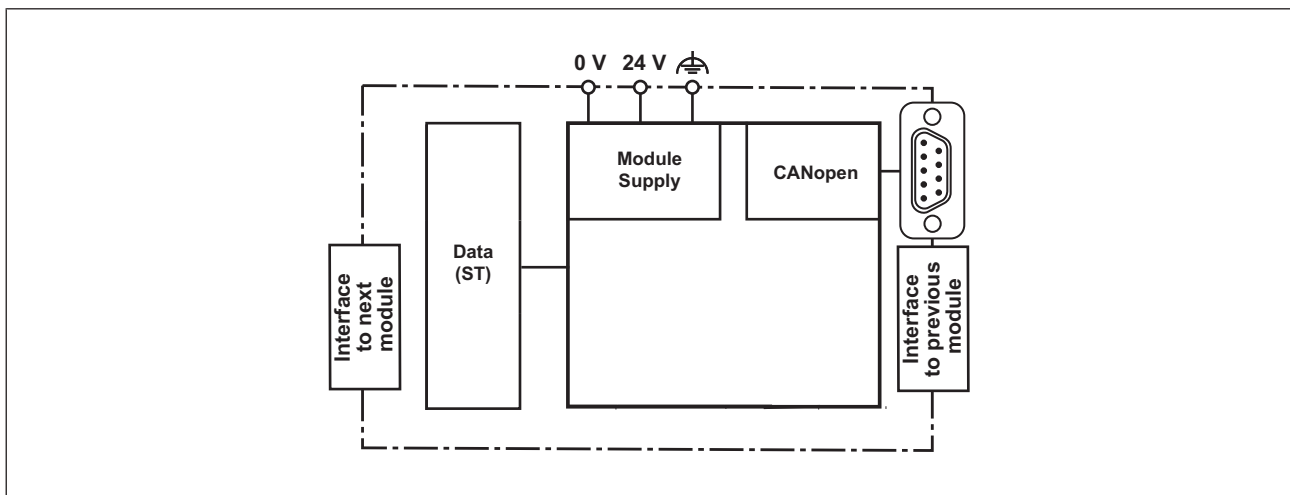 0 V 24 V
Module
Supply
CANopen
Data
(ST)
Interface
to next
module
Interface
to previous
module